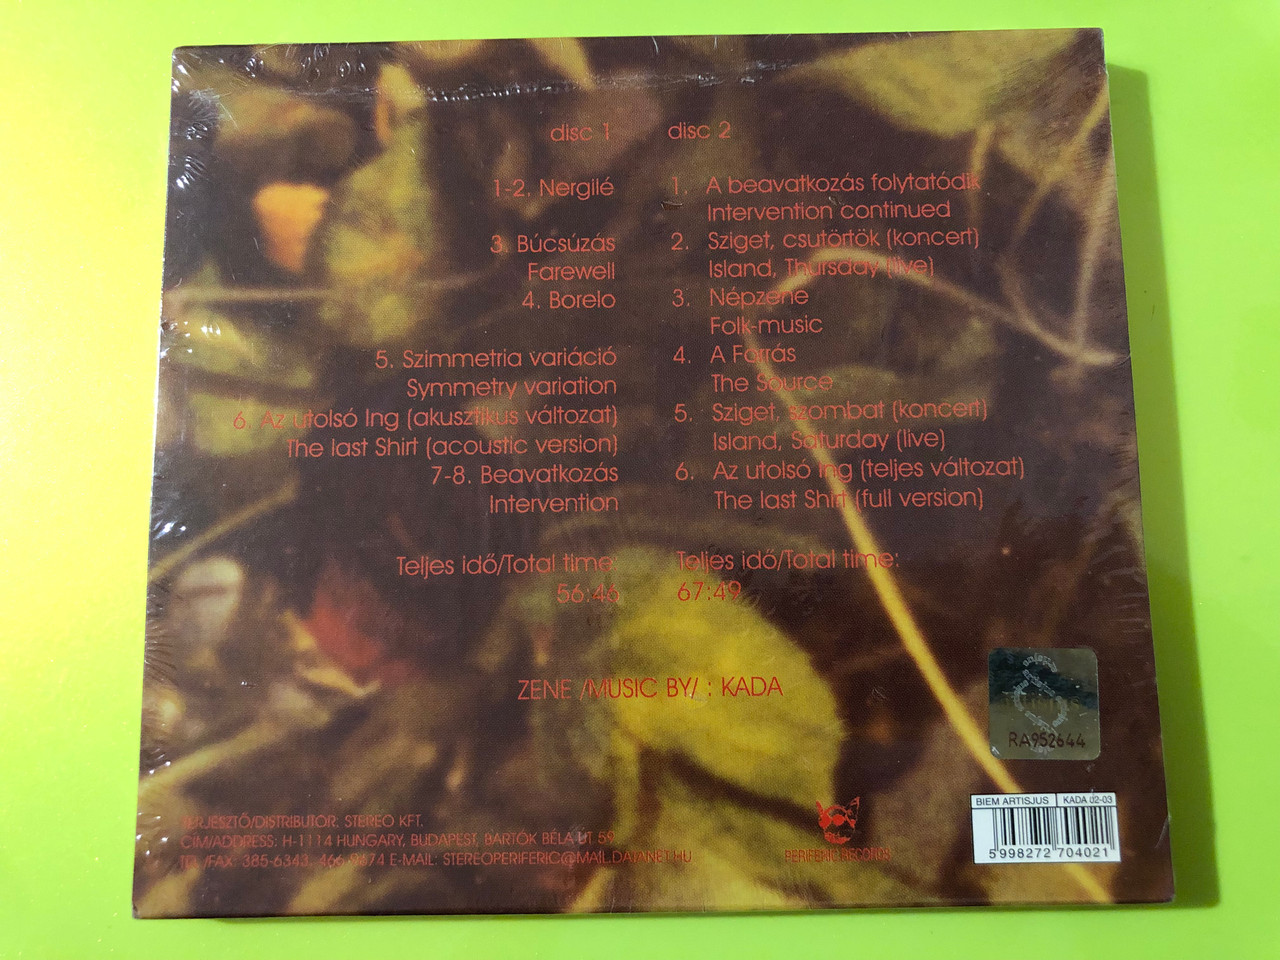 disc 1
1-2. Nergilé
3. Búcsúzás
Farewell
4. Borelo
5. Szimmetria variáció
Symmetry variation
6. Az utolsó Ing (akusztikus változat)
The last Shirt (acoustic version)
7-8. Beavatkozás
Intervention
Teljes idő/Total time:
56:46
disc 2
1. A beavatkozás folytatódik
Intervention continued
2. Sziget, csütörtök (koncert)
Island, Thursday (live)
3. Népzene
Folk-music
4. A Forrás
The Source
5. Sziget, szombat (koncert)
Island, Saturday (live)
6. Az utolsó Ing (teljes változat)
The last Shirt (full version)
Teljes idő/Total time:
67:49
ZENE /MUSIC BY/ : KADA
RA952644
BIEM ARTISJUS KADA 02-03
5998272 704021
TERJESZTŐ/DISTRIBUTOR: STEREO KFT.
CÍM/ADDRESS: H-1114 HUNGARY, BUDAPEST, BARTÓK BÉLA ÚT. 59
TEL/FAX: 385-6343, 466-9474 E-MAIL: STEREOPERIFERIC@MAIL.DATANET.HU
PERIFERIC RECORDS